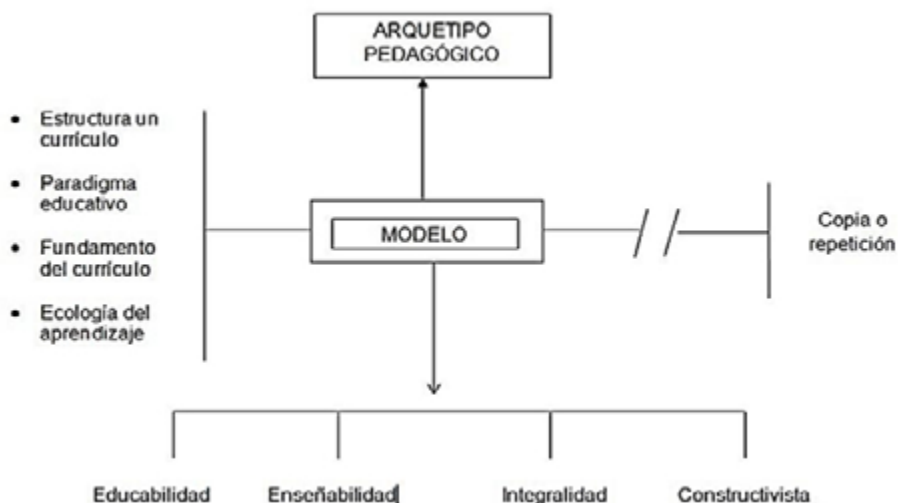 ARQUETIPO
PEDAGÓGICO
• Estructura un
currículo
• Paradigma
educativo
• Fundamento
del currículo
• Ecología del
aprendizaje
MODELO
Copia o
repetición
Educabilidad Enseñabilidad Integralidad Constructivista